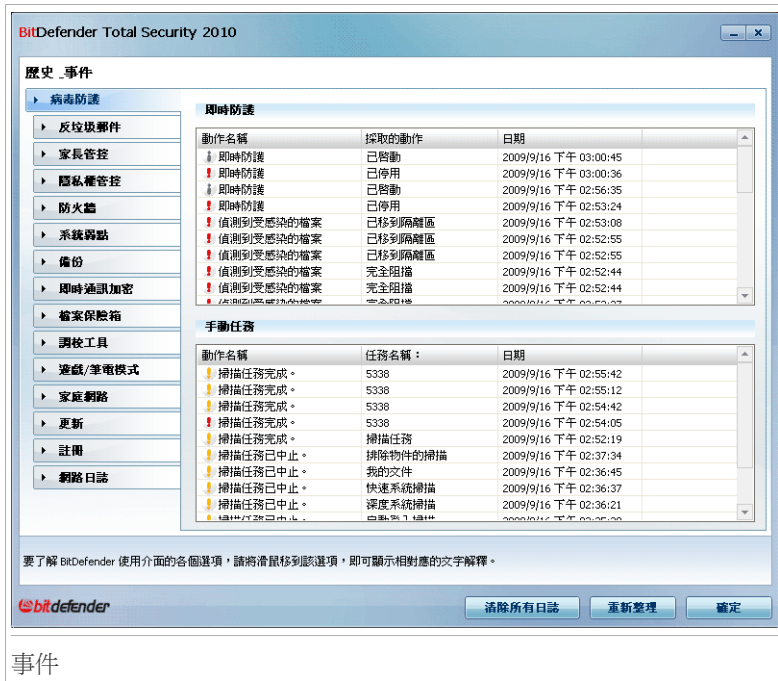 BitDefender Total Security 2010
歷史 _事件
病毒防護
反垃圾郵件
家長管控
隱私權管控
防火牆
系統弱點
備份
即時通訊加密
檔案保險箱
調校工具
遊戲/筆電模式
家庭網路
更新
註冊
網路日誌
即時防護
動作名稱 採取的動作 日期
即時防護 已啓動 2009/9/16 下午 03:00:45
即時防護 已停用 2009/9/16 下午 03:00:36
即時防護 已啓動 2009/9/16 下午 02:56:35
即時防護 已停用 2009/9/16 下午 02:53:24
偵測到受感染的檔案 已移到隔離區 2009/9/16 下午 02:53:08
偵測到受感染的檔案 已移到隔離區 2009/9/16 下午 02:52:55
偵測到受感染的檔案 已移到隔離區 2009/9/16 下午 02:52:55
偵測到受感染的檔案 完全阻擋 2009/9/16 下午 02:52:44
偵測到受感染的檔案 完全阻擋 2009/9/16 下午 02:52:44
手動任務
動作名稱 任務名稱： 日期
掃描任務完成。 5338 2009/9/16 下午 02:55:42
掃描任務完成。 5338 2009/9/16 下午 02:55:12
掃描任務完成。 5338 2009/9/16 下午 02:54:42
掃描任務完成。 5338 2009/9/16 下午 02:54:05
掃描任務完成。 掃描任務 2009/9/16 下午 02:52:19
掃描任務已中止。 排除物件的掃描 2009/9/16 下午 02:37:34
掃描任務已中止。 我的文件 2009/9/16 下午 02:36:45
掃描任務已中止。 快速系統掃描 2009/9/16 下午 02:36:37
掃描任務已中止。 深度系統掃描 2009/9/16 下午 02:36:21
要了解 BitDefender 使用介面的各個選項，請將滑鼠移到該選項，即可顯示相對應的文字解釋。
bitdefender
清除所有日誌 重新整理 確定
事件